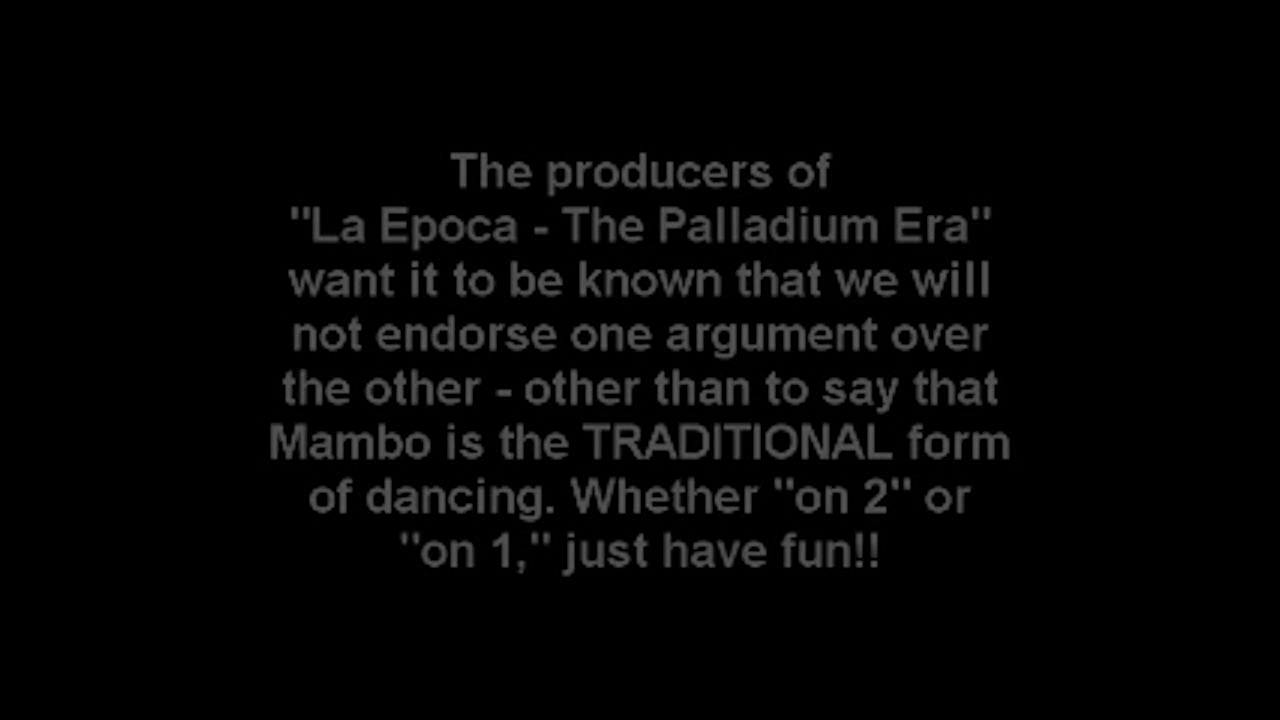 The producers of
"La Epoca - The Palladium Era"
want it to be known that we will
not endorse one argument over
the other - other than to say that
Mambo is the TRADITIONAL form
of dancing. Whether "on 2" or
"on 1," just have fun!!